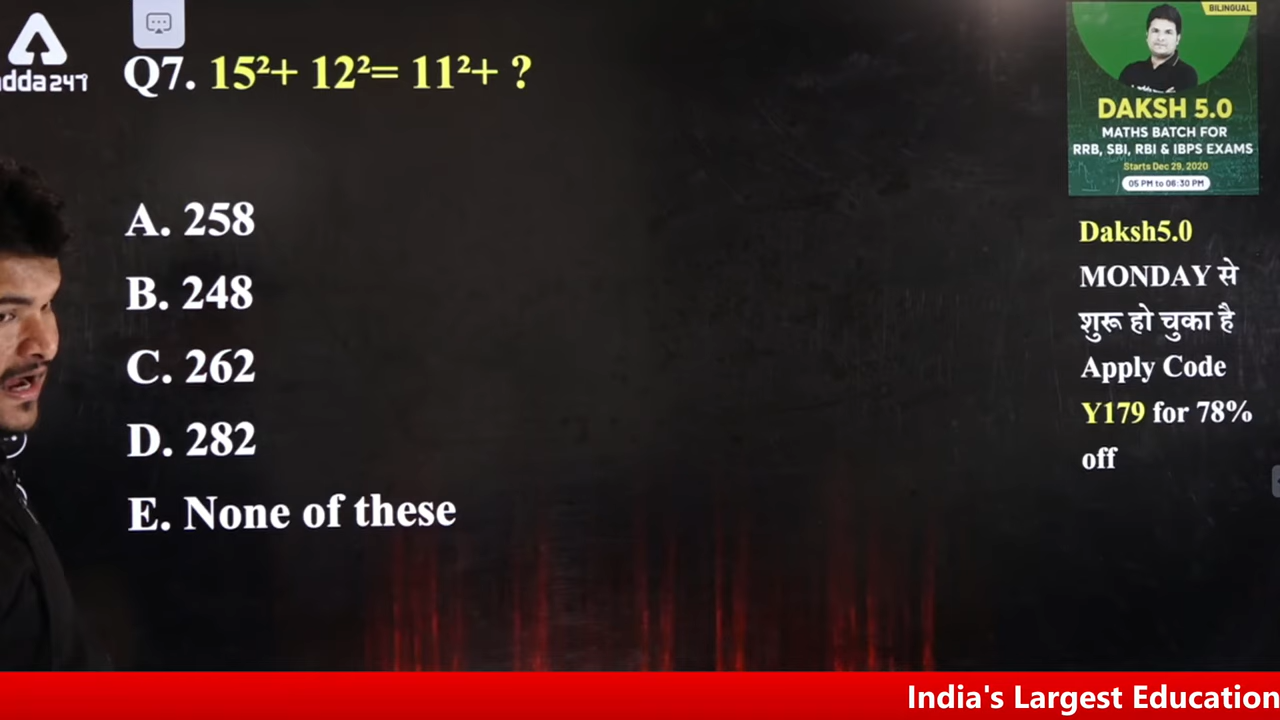 adda247
Q7. 15²+ 12²= 11²+ ?
A. 258
B. 248
C. 262
D. 282
E. None of these
BILINGUAL
DAKSH 5.0
MATHS BATCH FOR
RRB, SBI, RBI & IBPS EXAMS
Starts Dec 29, 2020
05 PM to 06:30 PM
Daksh5.0
MONDAY से
शुरू हो चुका है
Apply Code
Y179 for 78%
off
India's Largest Education